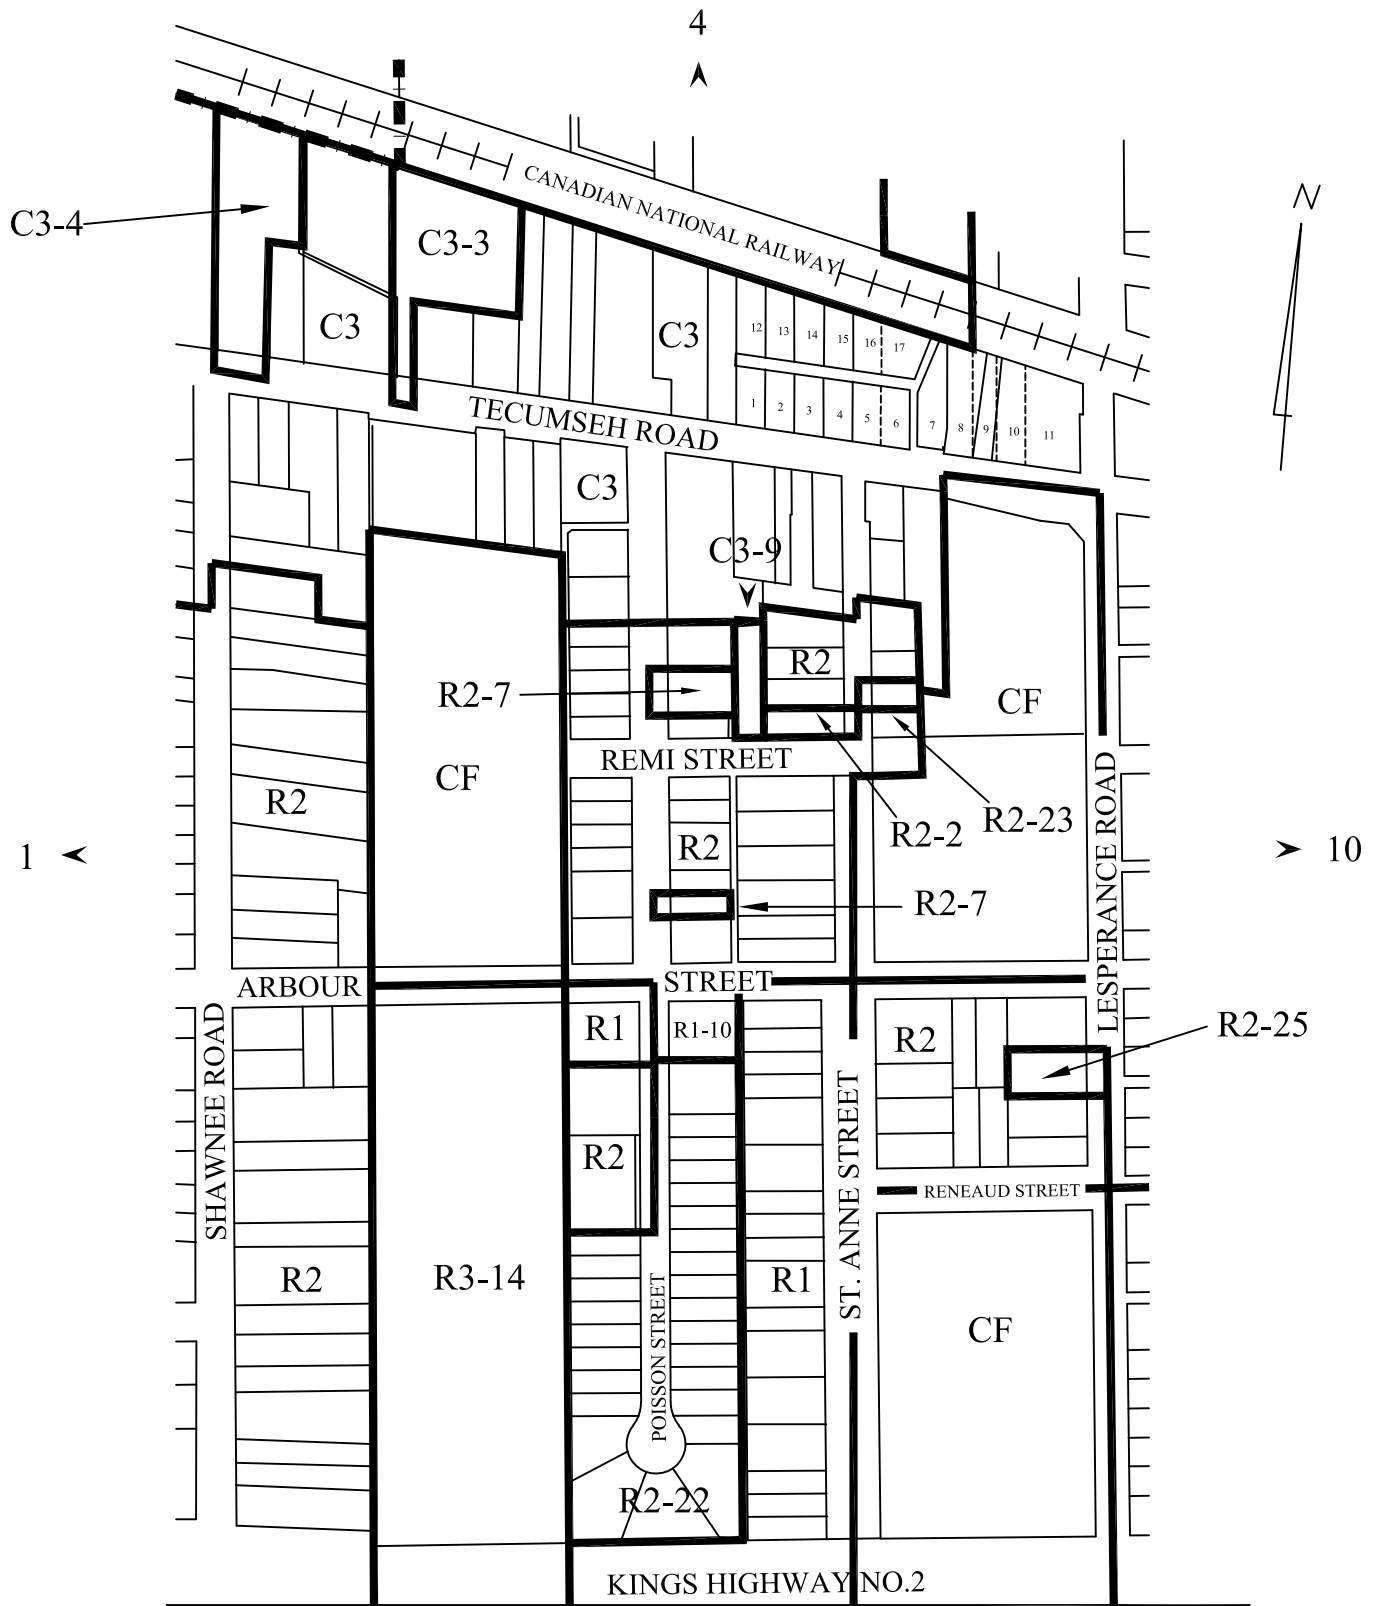 4
N
CANADIAN NATIONAL RAILWAY
C3-4
C3-3
C3
C3
12
13
14
15
16
17
1
2
3
4
5
6
7
8
9
10
11
TECUMSEH ROAD
C3
C3-9
R2
R2-7
CF
CF
REMI STREET
R2
R2-2
R2-23
R2
1
10
R2-7
LESPERANCE ROAD
ARBOUR
STREET
R1
R1-10
R2
R2-25
SHAWNEE ROAD
R2
ST. ANNE STREET
RENEAUD STREET
R2
R3-14
R1
POISSON STREET
CF
R2-22
KINGS HIGHWAY NO.2